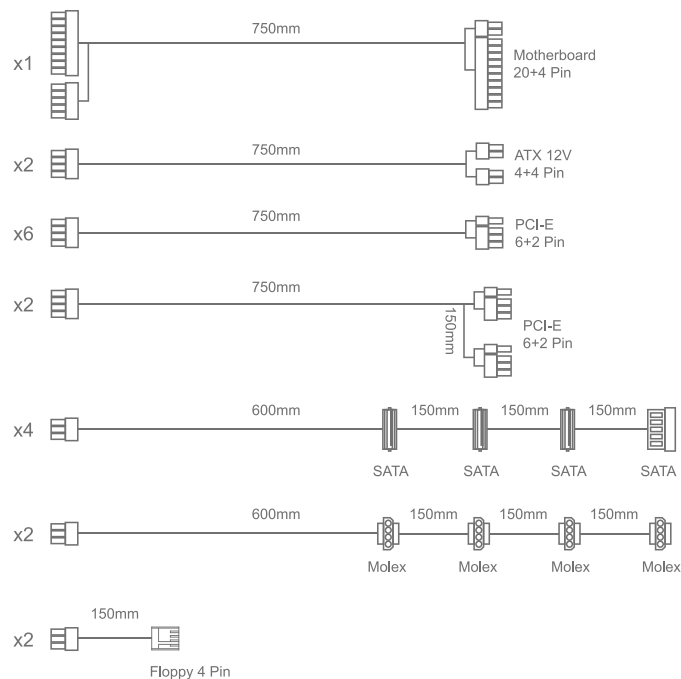 750mm
x1
Motherboard
20+4 Pin
750mm
x2
ATX 12V
4+4 Pin
750mm
x6
PCI-E
6+2 Pin
750mm
x2
150mm
PCI-E
6+2 Pin
600mm 150mm 150mm 150mm
x4
SATA SATA SATA SATA
600mm 150mm 150mm 150mm
x2
Molex Molex Molex Molex
150mm
x2
Floppy 4 Pin